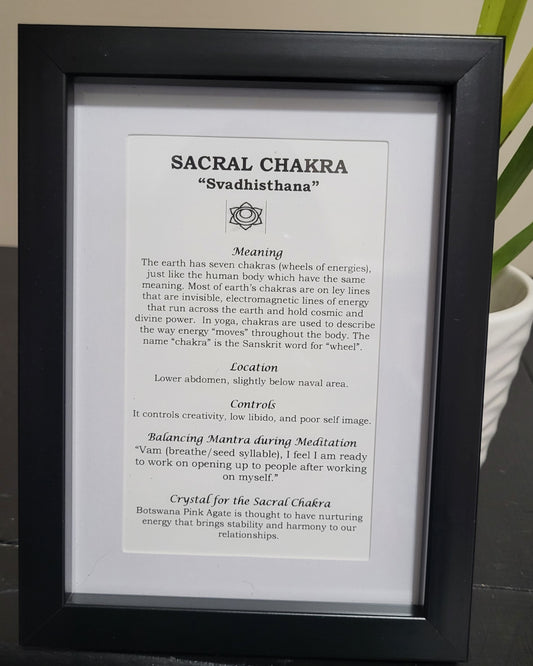 SACRAL CHAKRA
“Svadhisthana”
Meaning
The earth has seven chakras (wheels of energies),
just like the human body which have the same
meaning. Most of earth’s chakras are on ley lines
that are invisible, electromagnetic lines of energy
that run across the earth and hold cosmic and
divine power.  In yoga, chakras are used to describe
the way energy “moves” throughout the body. The
name “chakra” is the Sanskrit word for “wheel”.
Location
Lower abdomen, slightly below naval area.
Controls
It controls creativity, low libido, and poor self image.
Balancing Mantra during Meditation
“Vam (breathe/seed syllable), I feel I am ready
to work on opening up to people after working
on myself.”
Crystal for the Sacral Chakra
Botswana Pink Agate is thought to have nurturing
energy that brings stability and harmony to our
relationships.